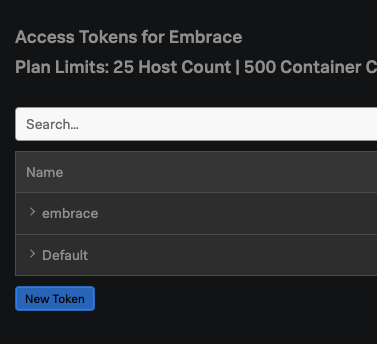 Access Tokens for Embrace
Plan Limits: 25 Host Count | 500 Container C
Search...
Name
embrace
Default
New Token